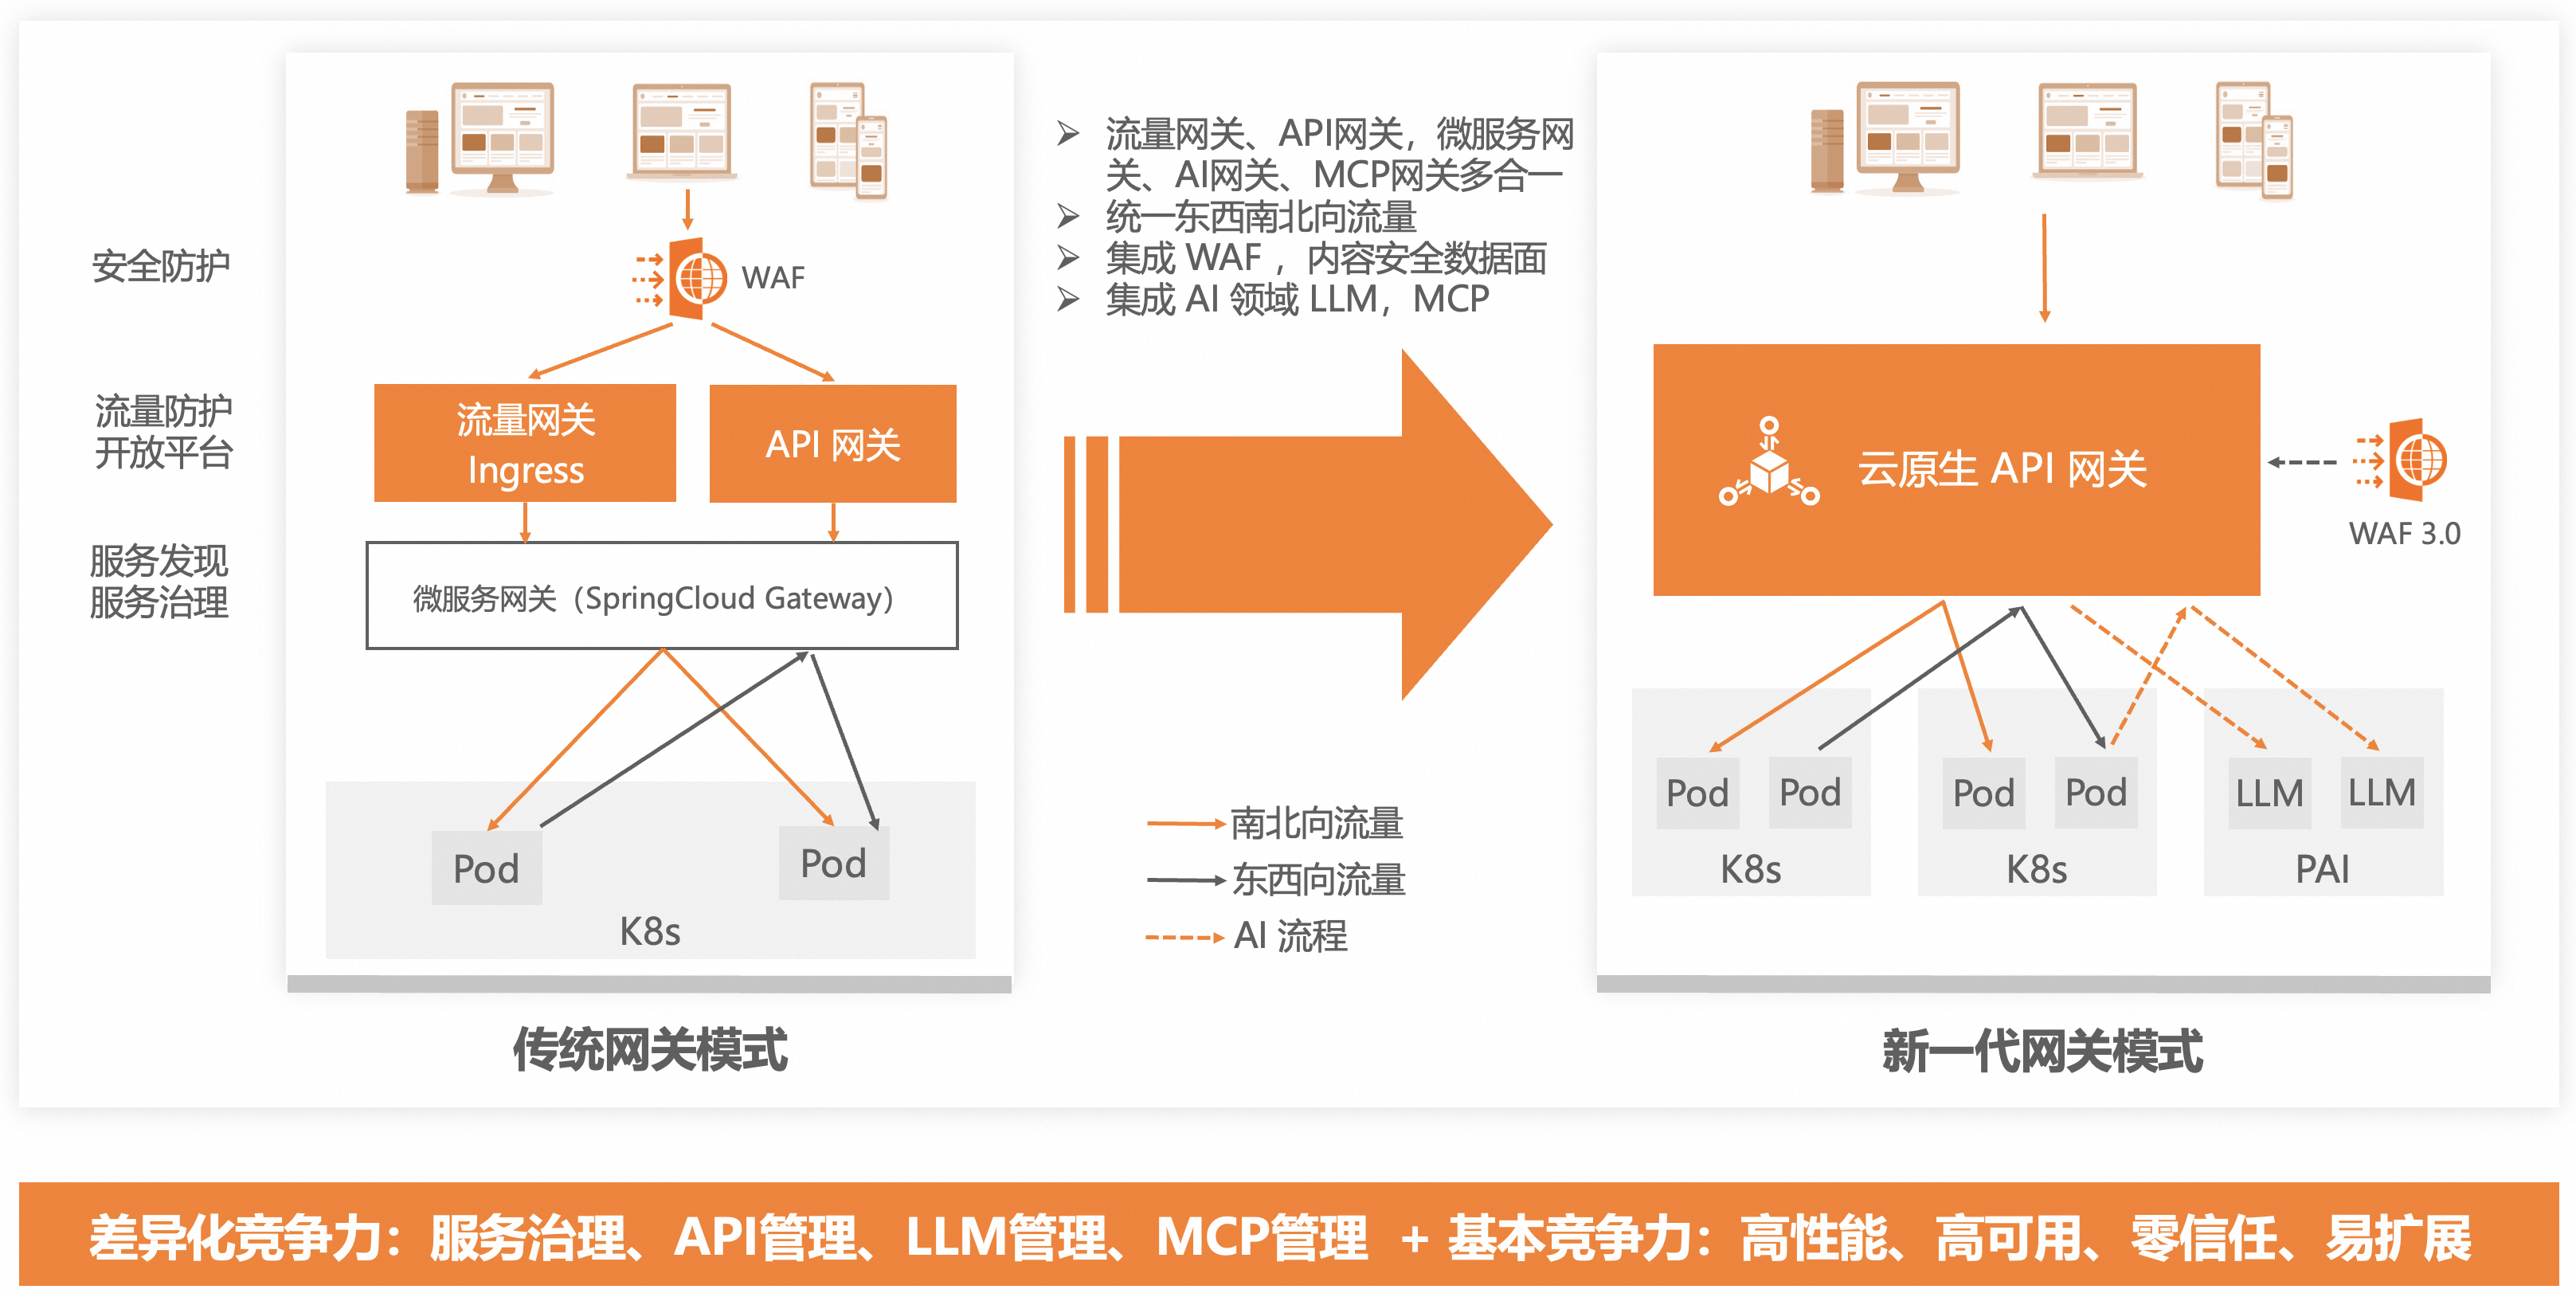 安全防护
流量防护
开放平台
服务发现
服务治理
WAF
流量网关
Ingress
API 网关
微服务网关（SpringCloud Gateway）
Pod
Pod
K8s
传统网关模式
流量网关、API网关，微服务网
关、AI网关、MCP网关多合一
统一东西南北向流量
集成 WAF ，内容安全数据面
集成 AI 领域 LLM，MCP
南北向流量
东西向流量
AI 流程
云原生 API 网关
WAF 3.0
Pod
Pod
K8s
Pod
Pod
K8s
LLM
LLM
PAI
新一代网关模式
差异化竞争力：服务治理、API管理、LLM管理、MCP管理 + 基本竞争力：高性能、高可用、零信任、易扩展